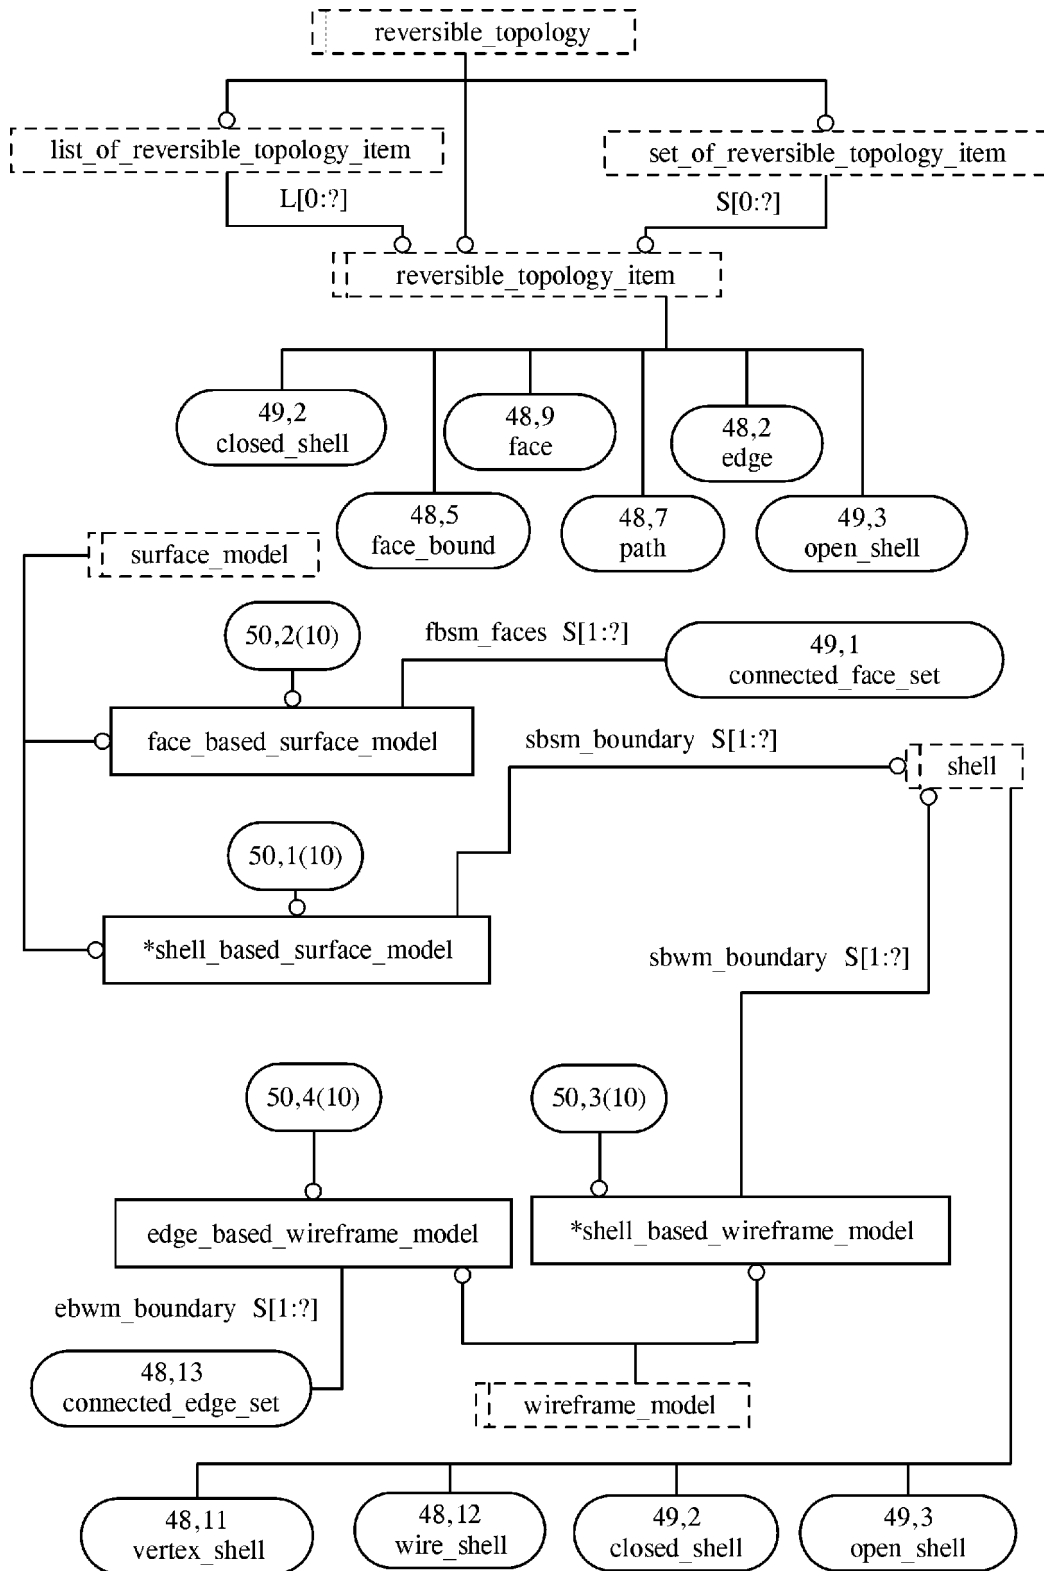 reversible_topology
list_of_reversible_topology_item
set_of_reversible_topology_item
L[0:?]
S[0:?]
reversible_topology_item
49,2
closed_shell
48,9
face
48,2
edge
48,5
face_bound
48,7
path
49,3
open_shell
surface_model
50,2(10)
fbsm_faces S[1:?]
49,1
connected_face_set
face_based_surface_model
sbsm_boundary S[1:?]
shell
50,1(10)
*shell_based_surface_model
sbwm_boundary S[1:?]
50,4(10)
50,3(10)
edge_based_wireframe_model
*shell_based_wireframe_model
ebwm_boundary S[1:?]
48,13
connected_edge_set
wireframe_model
48,11
vertex_shell
48,12
wire_shell
49,2
closed_shell
49,3
open_shell